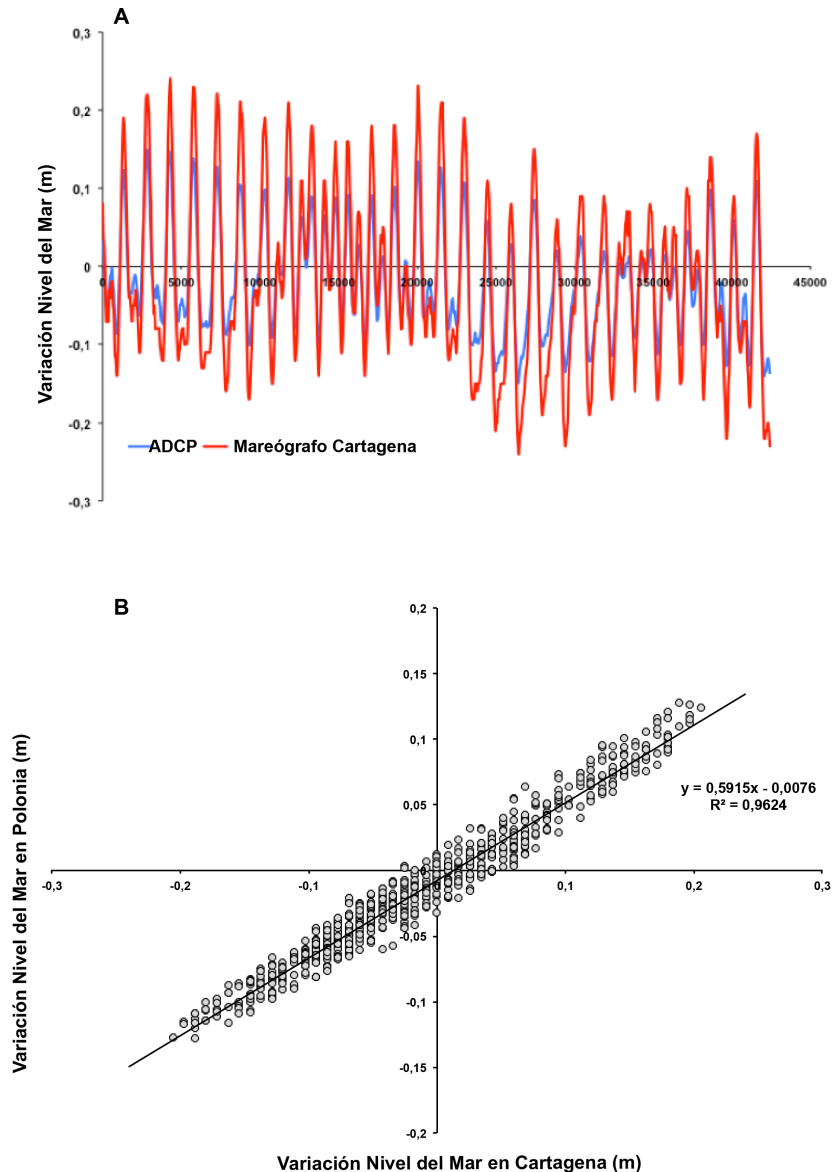 A
0,3
0,2
0,1
0
-0,1
-0,2
-0,3
0 5000 10000 15000 20000 25000 30000 35000 40000 45000
Variación Nivel del Mar (m)
ADCP Mareógrafo Cartagena
B
0,2
0,15
0,1
0,05
0
-0,05
-0,1
-0,15
-0,2
-0,3 -0,2 -0,1 0 0,1 0,2 0,3
y = 0,5915x - 0,0076
R² = 0,9624
Variación Nivel del Mar en Polonia (m)
Variación Nivel del Mar en Cartagena (m)